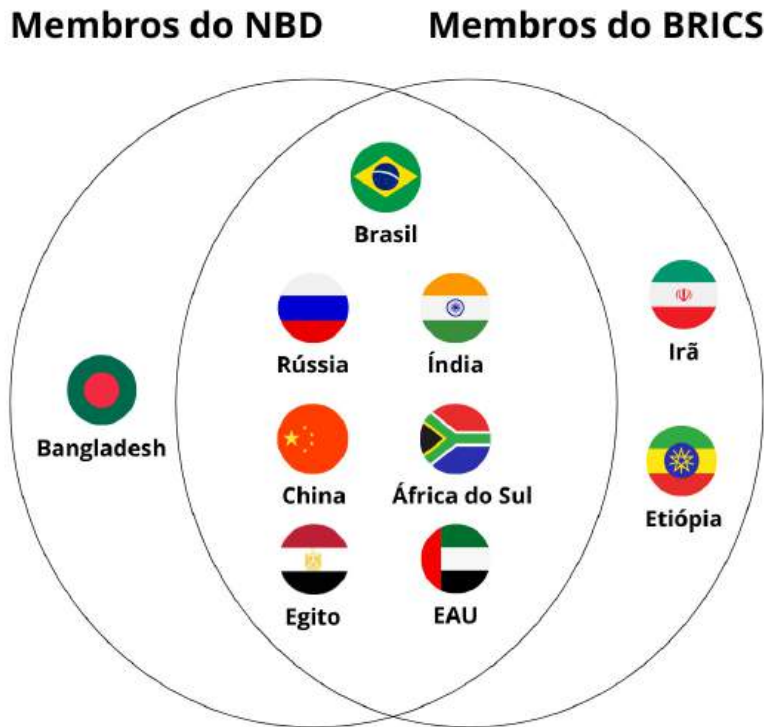 Membros do NBD
Membros do BRICS
Brasil
Rússia
Índia
Irã
Bangladesh
China
África do Sul
Etiópia
Egito
EAU